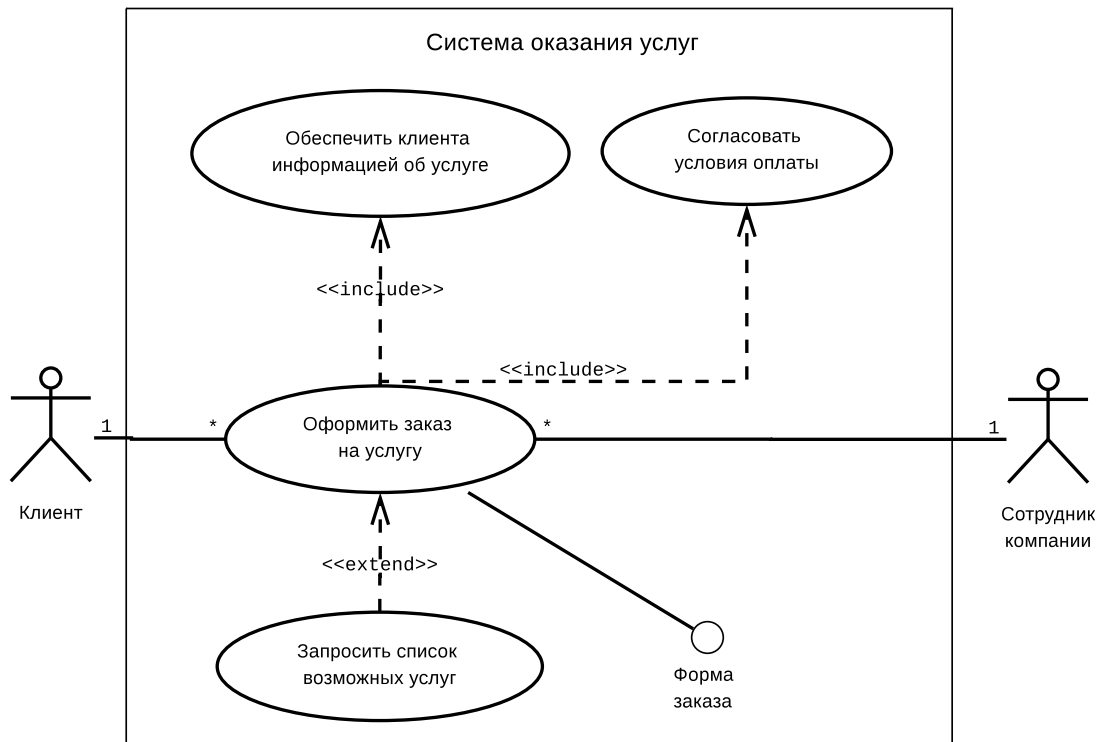 Система оказания услуг
Обеспечить клиента
информацией об услуге
Согласовать
условия оплаты
<<include>>
<<include>>
1
*
Оформить заказ
на услугу
*
1
Клиент
Сотрудник
компании
<<extend>>
Запросить список
возможных услуг
Форма
заказа